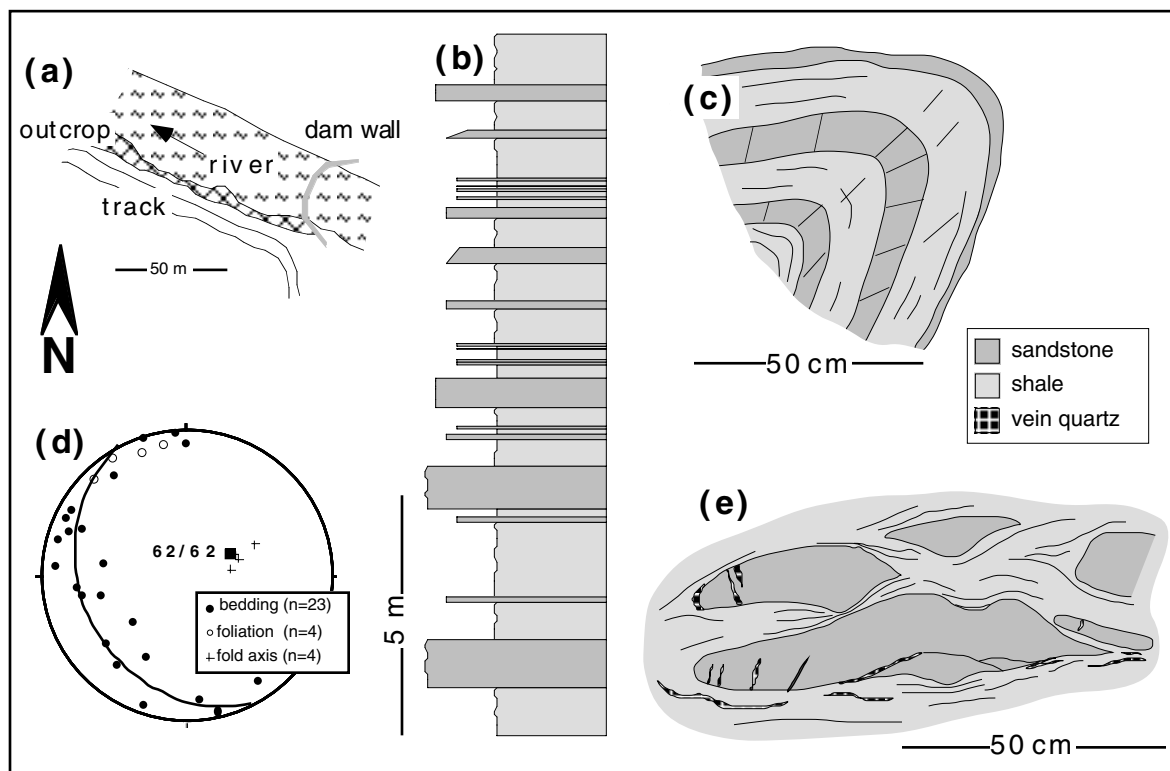 (a)
outcrop
dam wall
river
track
50 m
N
(b)
5 m
(c)
50 cm
sandstone
shale
vein quartz
(d)
62/62
bedding (n=23)
foliation (n=4)
fold axis (n=4)
(e)
50 cm